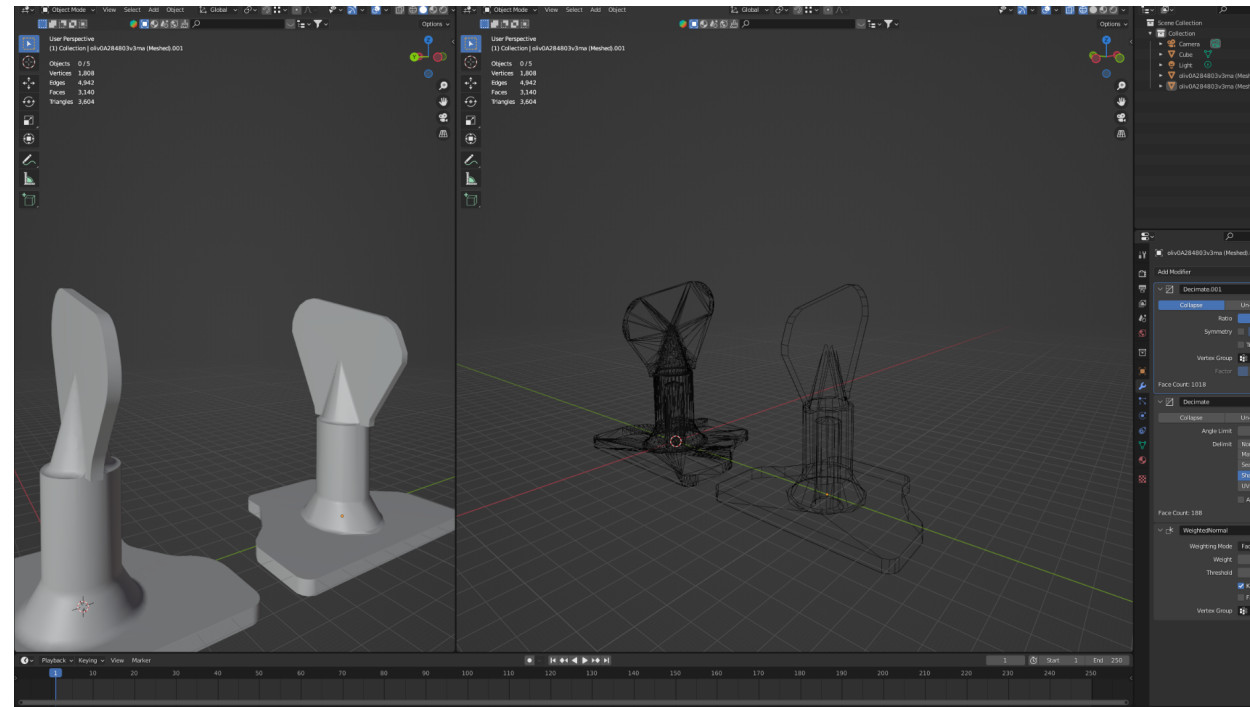 Object Mode View Select Add Object Global
Options
User Perspective
(1) Collection | oliv0A284803v3ma (Meshed).001
Objects 0/5
Vertices 1,808
Edges 4,942
Faces 3,140
Triangles 3,604
Z
Y
Object Mode View Select Add Object Global
Options
User Perspective
(1) Collection | oliv0A284803v3ma (Meshed).001
Objects 0/5
Vertices 1,808
Edges 4,942
Faces 3,140
Triangles 3,604
Z
Scene Collection
Collection
Camera
Cube
Light
oliv0A284803v3ma (Mesh
oliv0A284803v3ma (Mesh
oliv0A284803v3ma (Meshed).
Add Modifier
Decimate.001
Collapse Un-
Ratio
Symmetry
Vertex Group
Factor
Face Count: 1018
Decimate
Collapse Un-
Angle Limit
Delimit
UV
Face Count: 188
WeightedNormal
Weighting Mode Fac
Weight
Threshold
K
F
Vertex Group
Playback Keying View Marker
1 Start 1 End 250
1 10 20 30 40 50 60 70 80 90 100 110 120 130 140 150 160 170 180 190 200 210 220 230 240 250